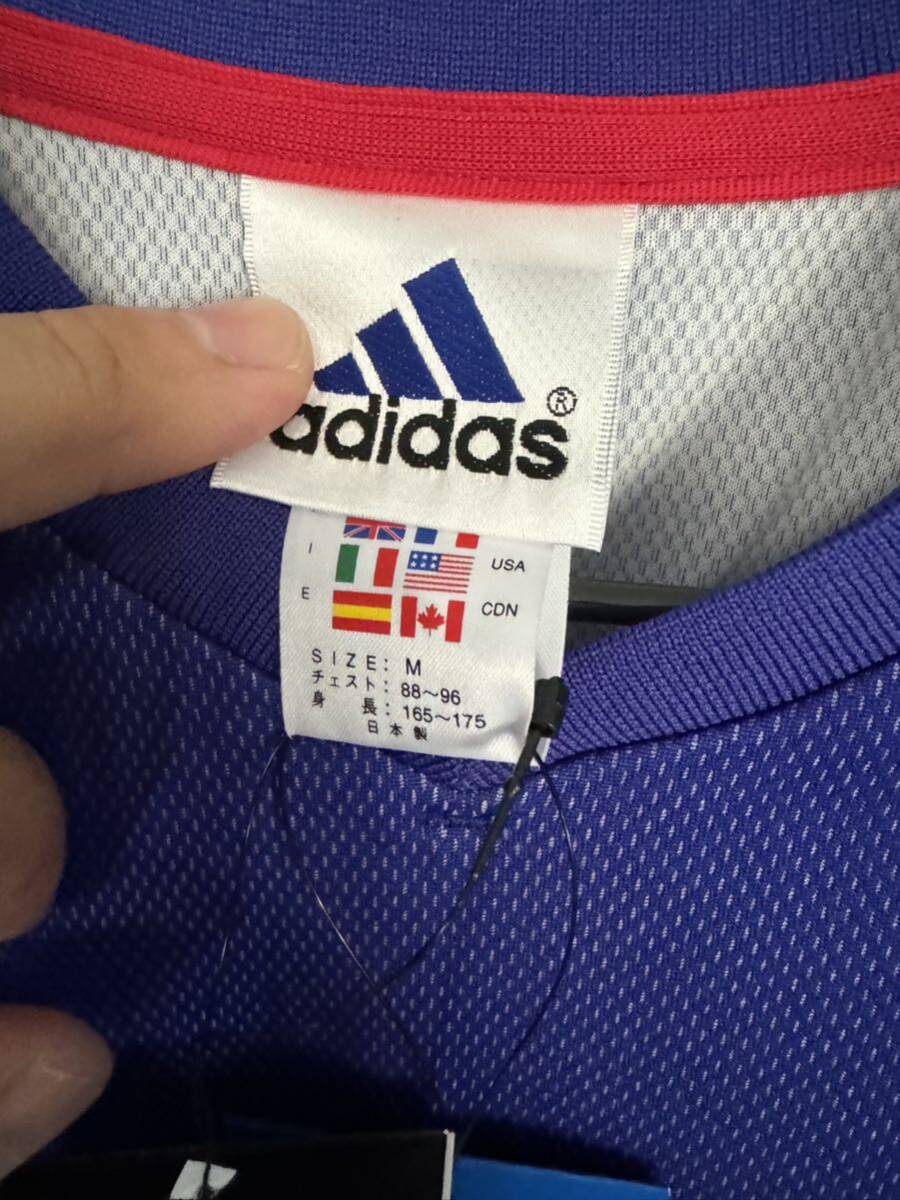 adidas®
I USA
E CDN
SIZE: M
チェスト: 88～96
身 長: 165～175
日本製